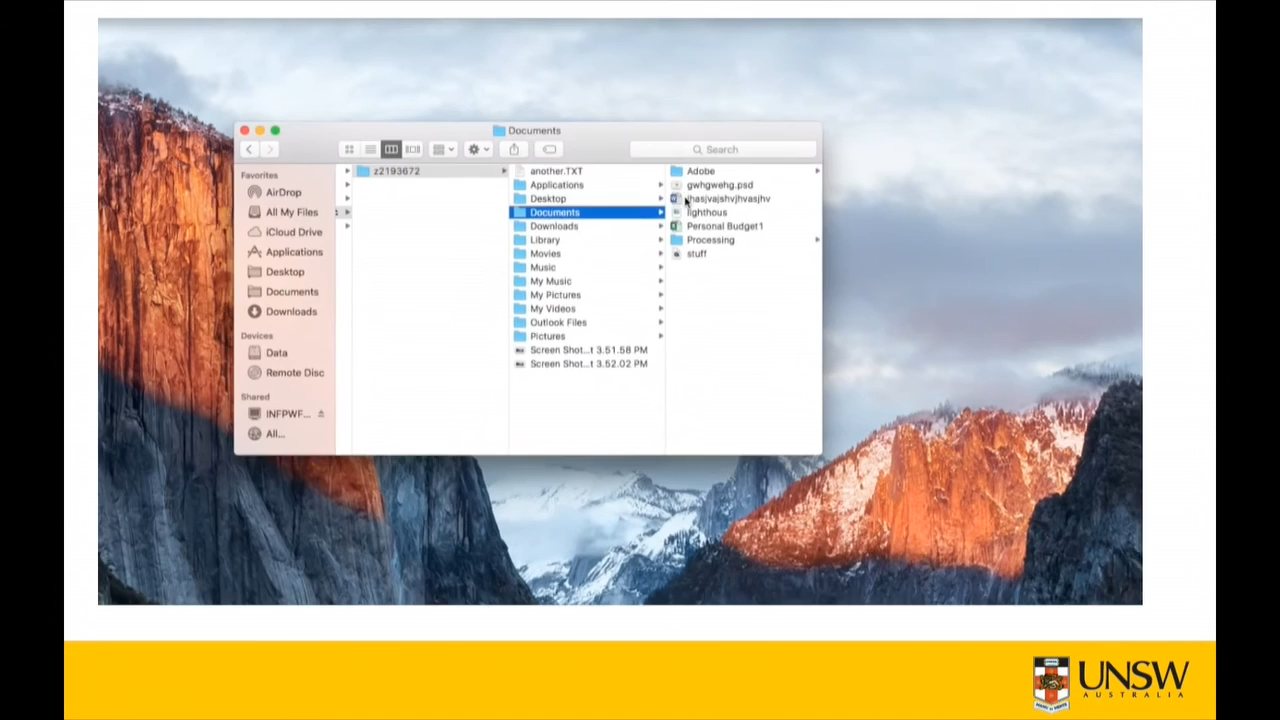 Documents
Search
Favorites
AirDrop
All My Files
iCloud Drive
Applications
Desktop
Documents
Downloads
Devices
Data
Remote Disc
Shared
INFPWF...
All...
z2193672
another.TXT
Applications
Desktop
Documents
Downloads
Library
Movies
Music
My Music
My Pictures
My Videos
Outlook Files
Pictures
Screen Shot...t 3.51.58 PM
Screen Shot...t 3.52.02 PM
Adobe
gwhgwehg.psd
jhasjvajshvjhvasjhv
lighthous
Personal Budget1
Processing
stuff
UNSW
AUSTRALIA